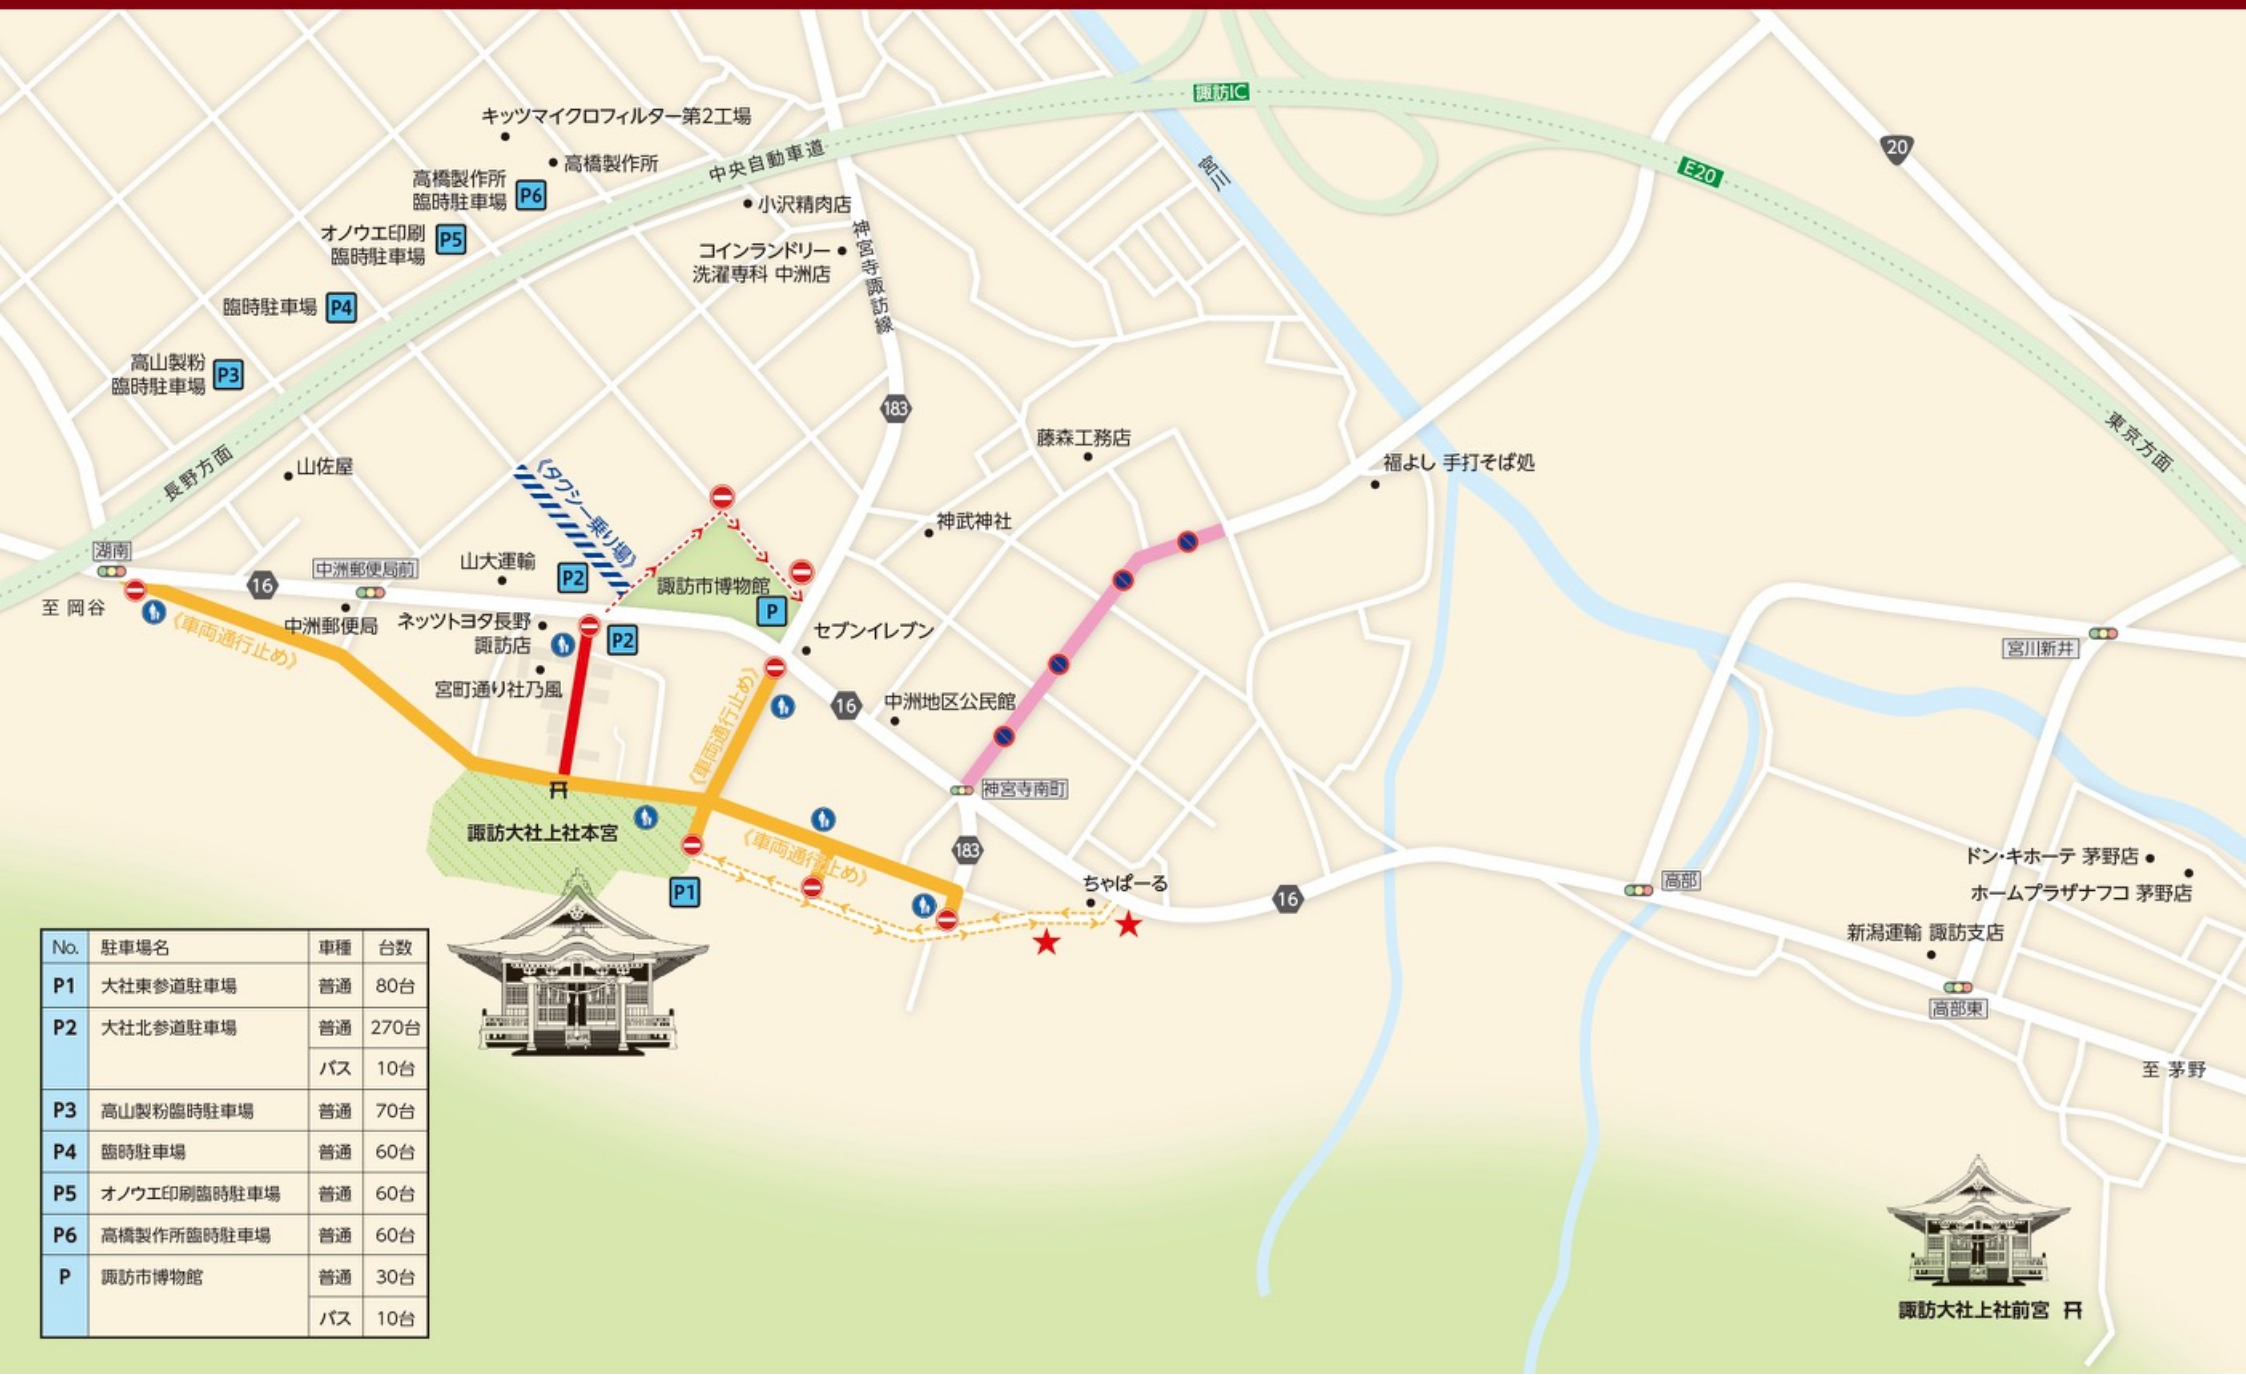 諏訪IC
20
キッツマイクロフィルター第2工場
高橋製作所
中央自動車道
宮川
E20
高橋製作所
臨時駐車場
P6
小沢精肉店
オノウエ印刷
臨時駐車場
P5
コインランドリー
洗濯専科 中洲店
神宮寺諏訪線
臨時駐車場
P4
高山製粉
臨時駐車場
P3
183
藤森工務店
東京方面
長野方面
山佐屋
《タクシー乗り場》
福よし 手打そば処
神武神社
湖南
中洲郵便局前
山大運輸
P2
諏訪市博物館
P
16
至 岡谷
《車両通行止め》
中洲郵便局
ネッツトヨタ長野
諏訪店
P2
セブンイレブン
宮川新井
宮町通り社乃風
《車両通行止め》
16
中洲地区公民館
神宮寺南町
諏訪大社上社本宮
《車両通行止め》
183
P1
ちゃぱーる
16
高部
ドン・キホーテ 茅野店
ホームプラザナフコ 茅野店
新潟運輸 諏訪支店
高部東
至 茅野
No. 駐車場名 車種 台数
P1 大社東参道駐車場 普通 80台
P2 大社北参道駐車場 普通 270台
バス 10台
P3 高山製粉臨時駐車場 普通 70台
P4 臨時駐車場 普通 60台
P5 オノウエ印刷臨時駐車場 普通 60台
P6 高橋製作所臨時駐車場 普通 60台
P 諏訪市博物館 普通 30台
バス 10台
諏訪大社上社前宮